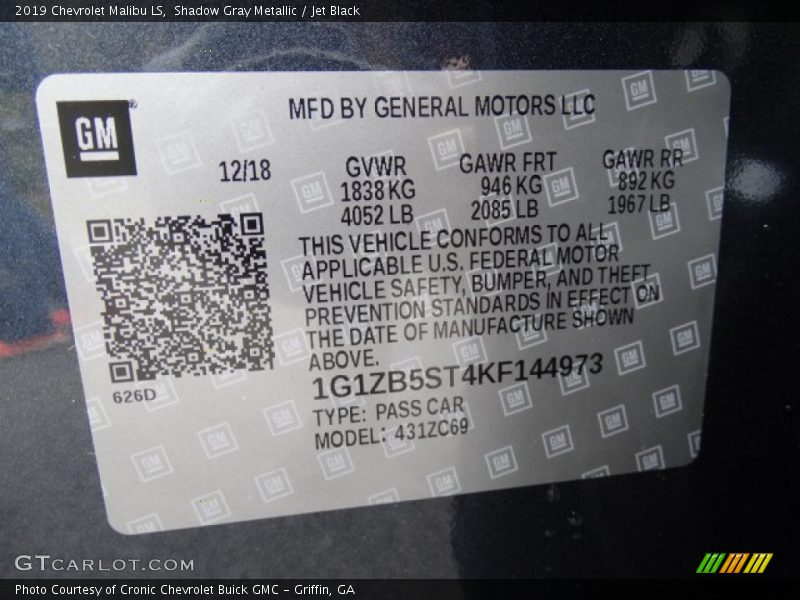 2019 Chevrolet Malibu LS, Shadow Gray Metallic / Jet Black
GM ®
MFD BY GENERAL MOTORS LLC
12/18
GVWR GAWR FRT GAWR RR
1838 KG 946 KG 892 KG
4052 LB 2085 LB 1967 LB
THIS VEHICLE CONFORMS TO ALL
APPLICABLE U.S. FEDERAL MOTOR
VEHICLE SAFETY, BUMPER, AND THEFT
PREVENTION STANDARDS IN EFFECT ON
THE DATE OF MANUFACTURE SHOWN
ABOVE.
626D
1G1ZB5ST4KF144973
TYPE: PASS CAR
MODEL: 431ZC69
GTCARLOT.COM
Photo Courtesy of Cronic Chevrolet Buick GMC – Griffin, GA